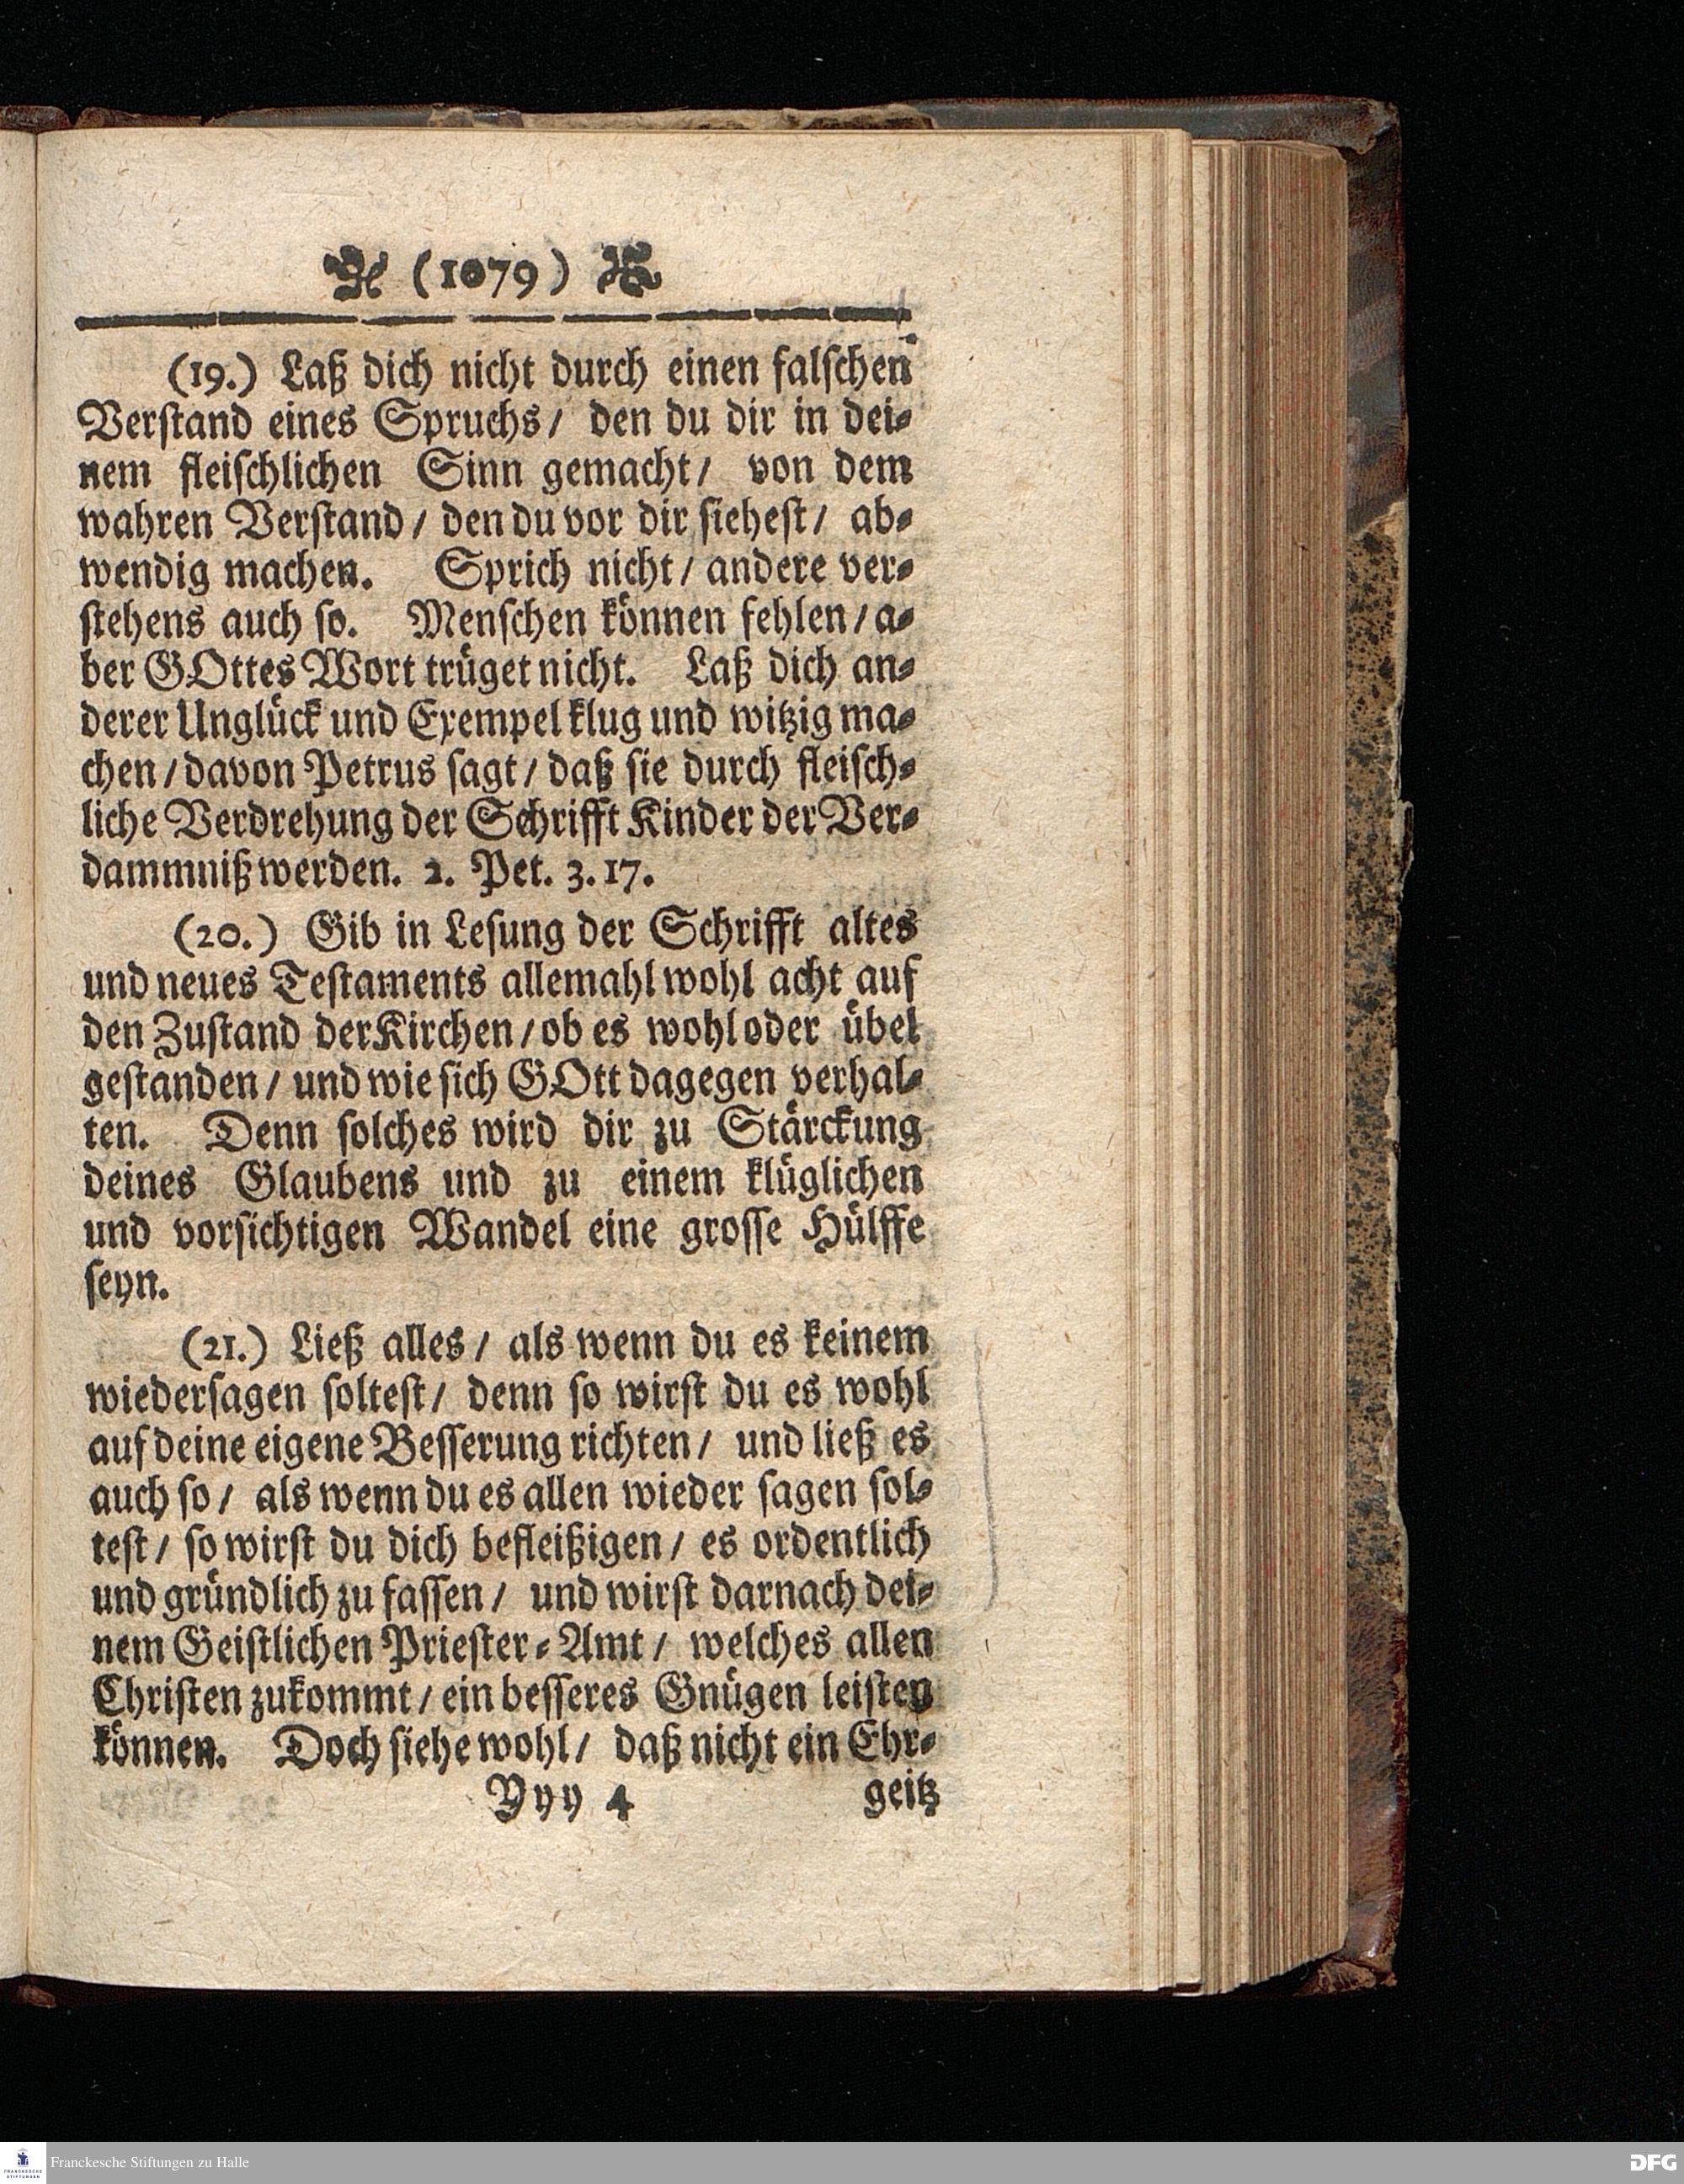 (1079)
(19.) Laß dich nicht durch einen falschen
Verstand eines Spruchs/ den du dir in dei-
nem fleischlichen Sinn gemacht/ von dem
wahren Verstand/ den du vor dir siehest/ ab-
wendig machen. Sprich nicht/ andere ver-
stehens auch so. Menschen können fehlen/ a-
ber GOttes Wort trüget nicht. Laß dich an-
derer Unglück und Exempel klug und witzig ma-
chen/ davon Petrus sagt/ daß sie durch fleisch-
liche Verdrehung der Schrifft Kinder der Ver-
dammniß werden. 2. Pet. 3. 17.
(20.) Gib in Lesung der Schrifft altes
und neues Testaments allemahl wohl acht auf
den Zustand der Kirchen/ ob es wohl oder übel
gestanden/ und wie sich GOtt dagegen verhal-
ten. Denn solches wird dir zu Stärckung
deines Glaubens und zu einem klüglichen
und vorsichtigen Wandel eine grosse Hülffe
seyn.
(21.) Ließ alles/ als wenn du es keinem
wiedersagen soltest/ denn so wirst du es wohl
auf deine eigene Besserung richten/ und ließ es
auch so/ als wenn du es allen wieder sagen sol-
test/ so wirst du dich befleißigen/ es ordentlich
und gründlich zu fassen/ und wirst darnach dei-
nem Geistlichen Priester-Amt/ welches allen
Christen zukommt/ ein besseres Gnügen leisten
können. Doch siehe wohl/ daß nicht ein Ehr-
Yyy 4 geitz
FRANCKESCHE STIFTUNGEN
Franckesche Stiftungen zu Halle
DFG